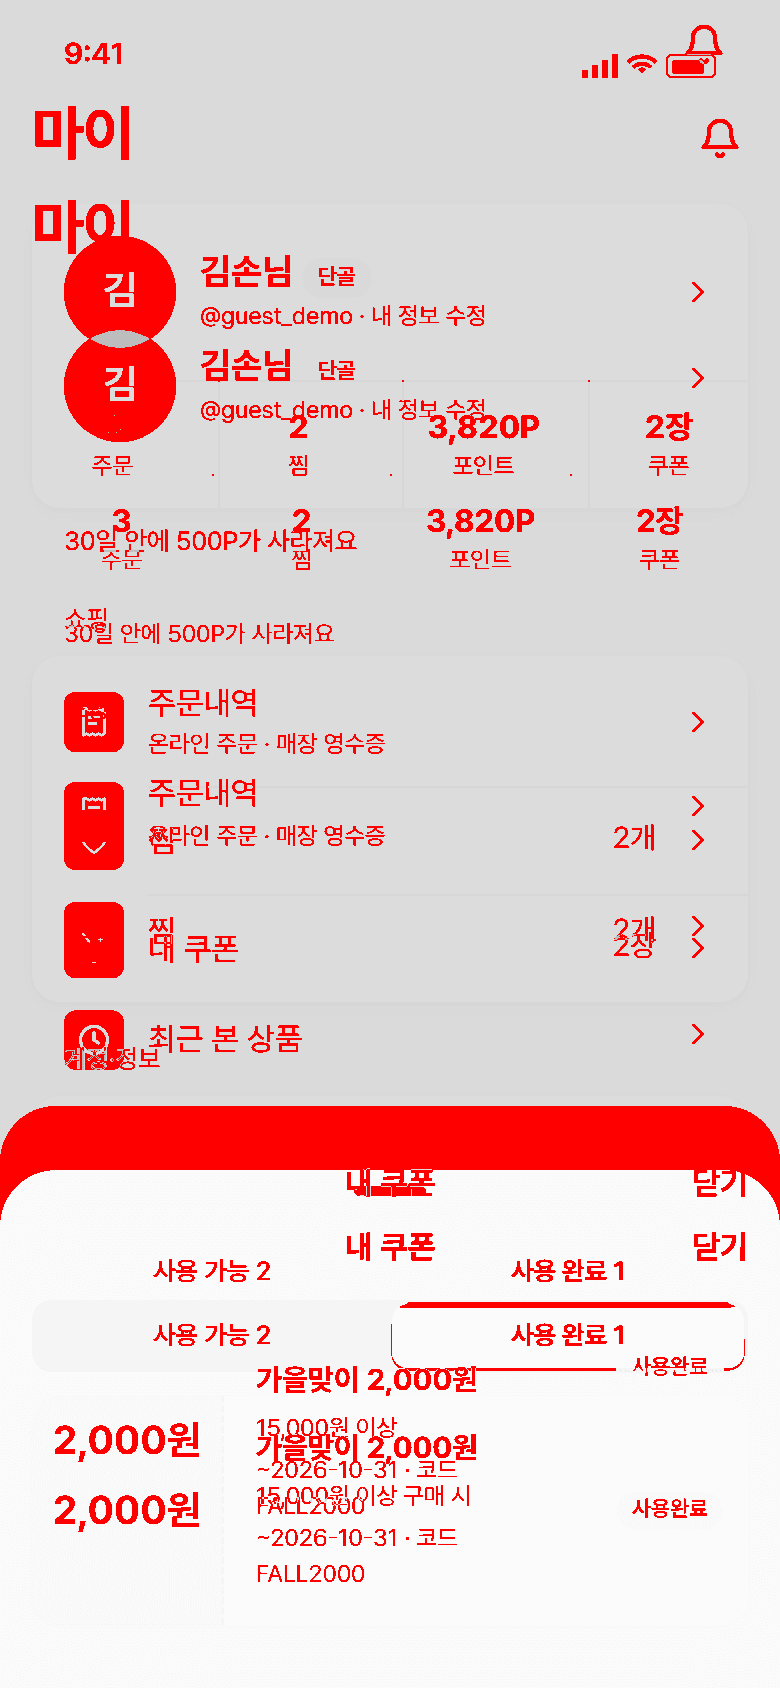 9:41
마이
마이
김
김손님 단골
@guest_demo · 내 정보 수정
김
김손님 단골
@guest_demo · 내 정보 수정
2 3,820P 2장
주문 찜 포인트 쿠폰
3 2 3,820P 2장
30일 안에 500P가 사라져요
주문 찜 포인트 쿠폰
쇼핑
30일 안에 500P가 사라져요
주문내역
온라인 주문 · 매장 영수증
주문내역
온라인 주문 · 매장 영수증
찜 2개
찜 2개
내 쿠폰 2장
최근 본 상품
계정 정보
내 쿠폰 닫기
내 쿠폰 닫기
사용 가능 2 사용 완료 1
사용 가능 2 사용 완료 1
사용완료
가을맞이 2,000원
15,000원 이상
2,000원
가을맞이 2,000원
~2026-10-31 · 코드
15,000원 이상 구매 시
FALL2000
2,000원
사용완료
~2026-10-31 · 코드
FALL2000